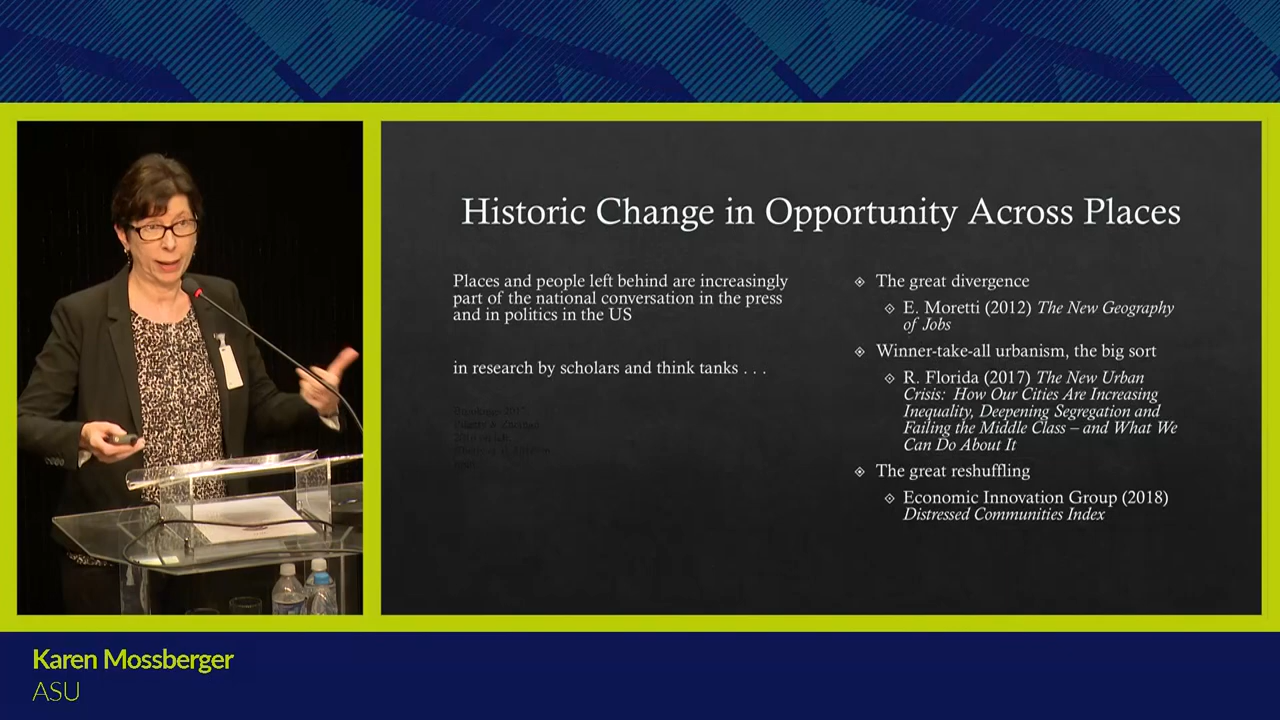 Historic Change in Opportunity Across Places
Places and people left behind are increasingly
part of the national conversation in the press
and in politics in the US
in research by scholars and think tanks . . .
The great divergence
E. Moretti (2012) The New Geography
of Jobs
Winner-take-all urbanism, the big sort
R. Florida (2017) The New Urban
Crisis: How Our Cities Are Increasing
Inequality, Deepening Segregation and
Failing the Middle Class – and What We
Can Do About It
The great reshuffling
Economic Innovation Group (2018)
Distressed Communities Index
Karen Mossberger
ASU